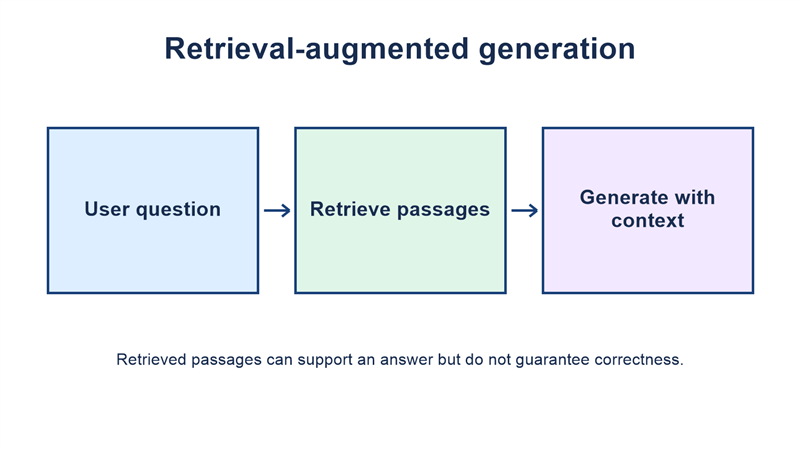 Retrieval-augmented generation
User question
Retrieve passages
Generate with
context
Retrieved passages can support an answer but do not guarantee correctness.